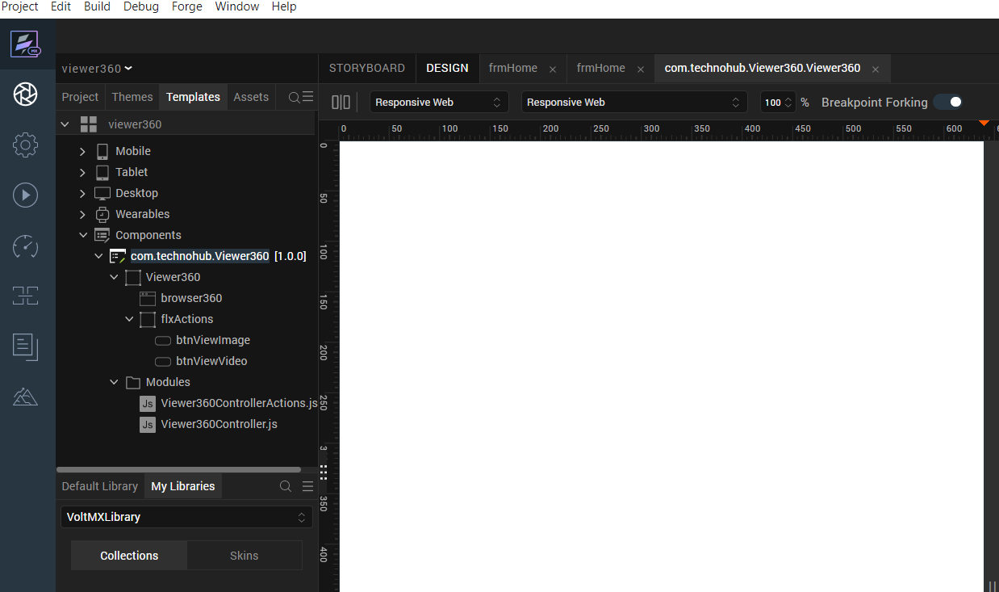 Project Edit Build Debug Forge Window Help
MX
viewer360
STORYBOARD DESIGN frmHome × frmHome × com.technohub.Viewer360.Viewer360 ×
Project Themes Templates Assets
Responsive Web Responsive Web 100 % Breakpoint Forking
viewer360
0 50 100 150 200 250 300 350 400 450 500 550 600
Mobile
Tablet
Desktop
Wearables
Components
com.technohub.Viewer360 [1.0.0]
Viewer360
browser360
flxActions
btnViewImage
btnViewVideo
Modules
Js Viewer360ControllerActions.js
Js Viewer360Controller.js
0
50
100
150
200
250
3
350
400
Default Library My Libraries
VoltMXLibrary
Collections Skins